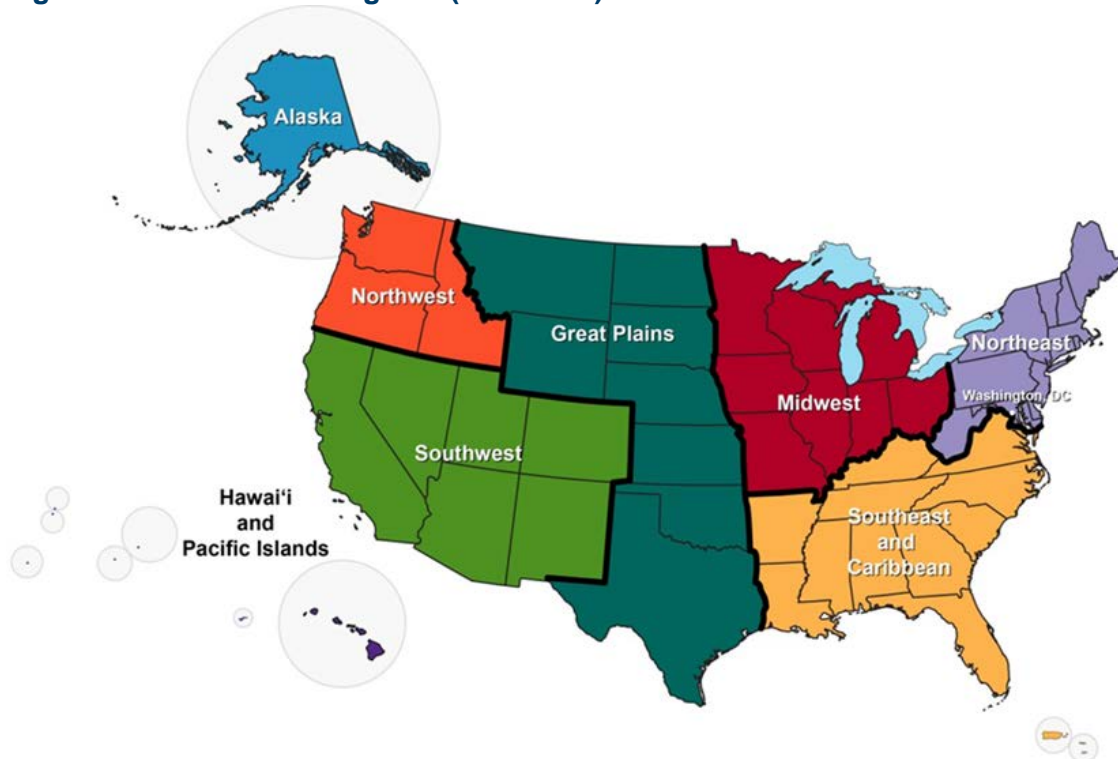 Alaska
Northwest
Great Plains
Northeast
Midwest
Washington, DC
Southwest
Hawai‘i
and
Pacific Islands
Southeast
and
Caribbean